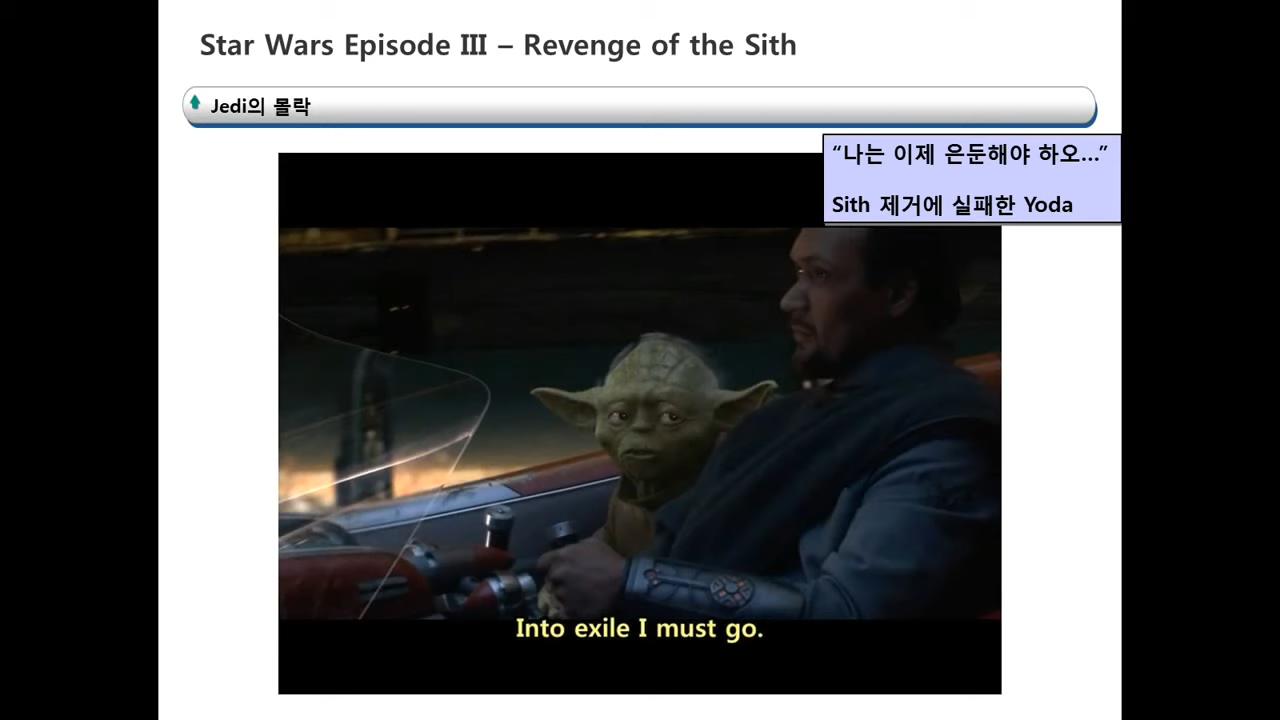 Star Wars Episode III – Revenge of the Sith
Jedi의 몰락
“나는 이제 은둔해야 하오...”
Sith 제거에 실패한 Yoda
Into exile I must go.